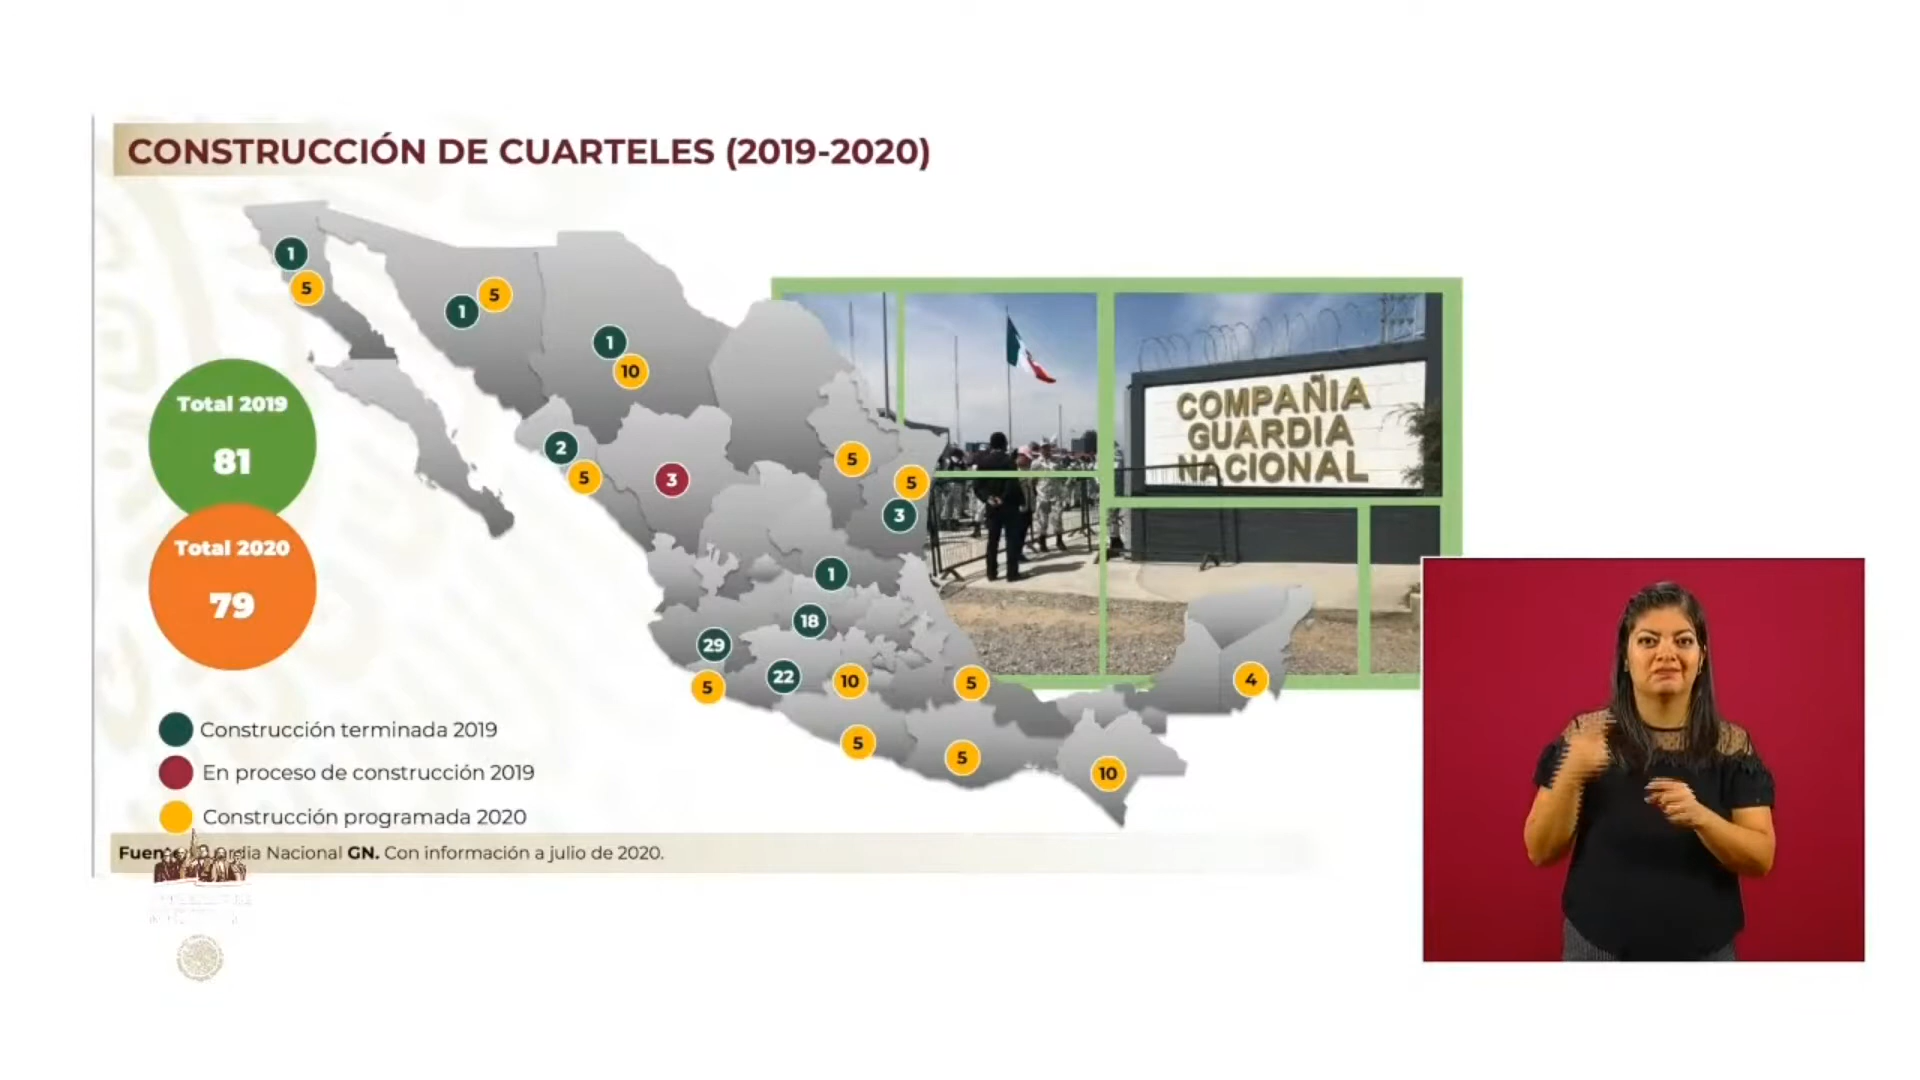 CONSTRUCCIÓN DE CUARTELES (2019-2020)
1
5
1
5
1
10
2
5
3
5
5
3
1
18
29
5
22
10
5
4
5
5
10
Total 2019
81
Total 2020
79
COMPAÑIA
GUARDIA
NACIONAL
Construcción terminada 2019
En proceso de construcción 2019
Construcción programada 2020
Nacional GN. Con información a julio de 2020.